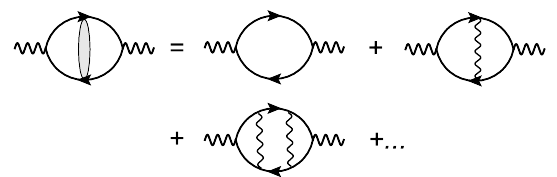 = +
+ +...